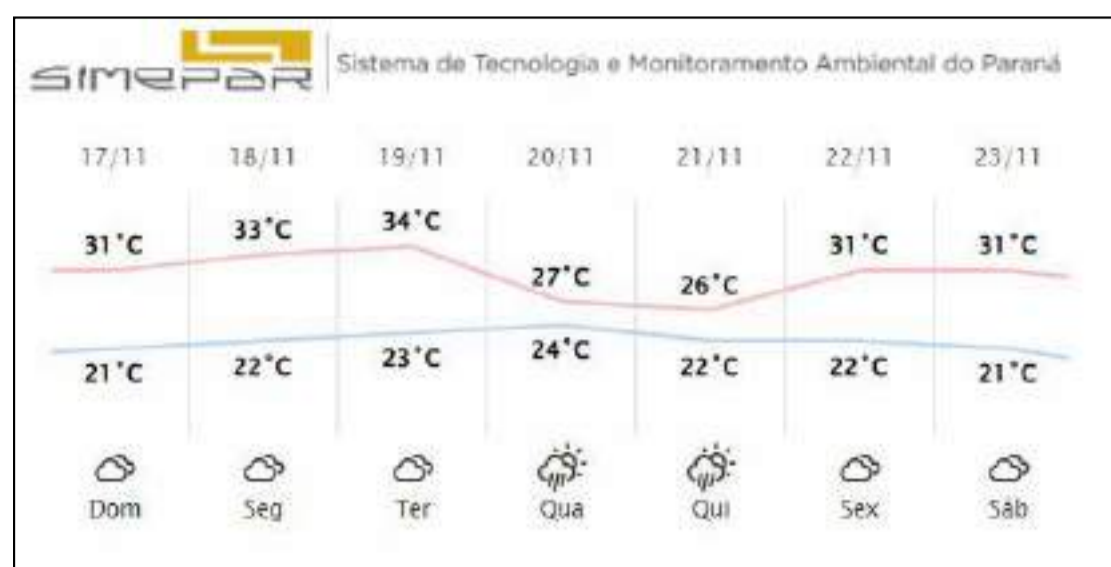 SIMEPAR
Sistema de Tecnologia e Monitoramento Ambiental do Paraná
17/11 18/11 19/11 20/11 21/11 22/11 23/11
31°C 33°C 34°C 27°C 26°C 31°C 31°C
21°C 22°C 23°C 24°C 22°C 22°C 21°C
Dom Seg Ter Qua Qui Sex Sáb